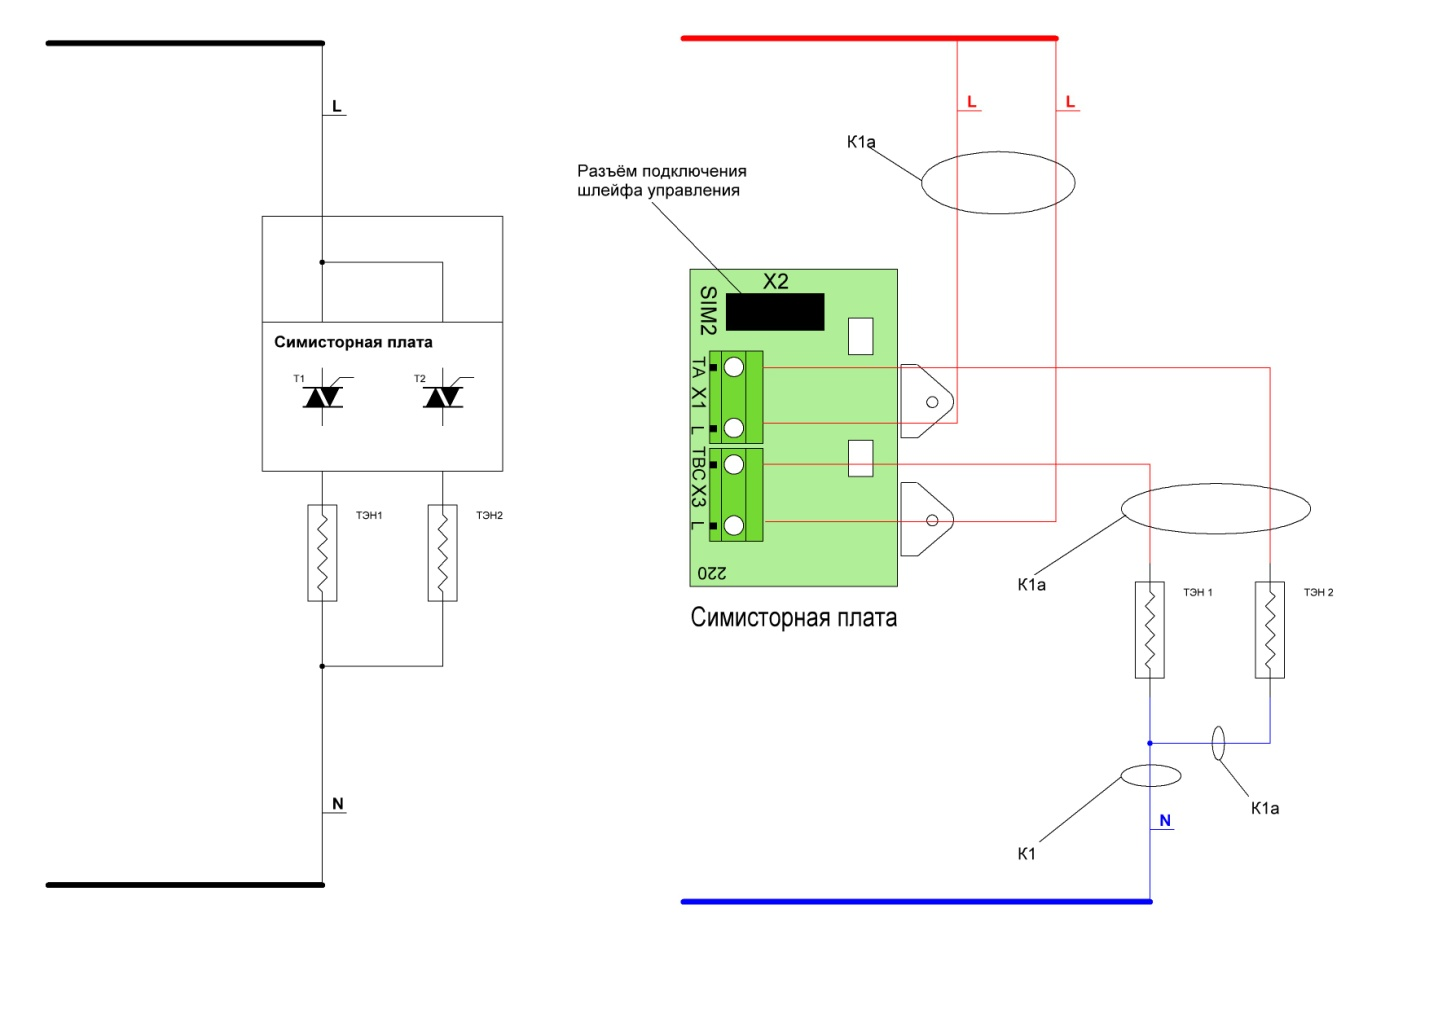 L
Симисторная плата
T1
T2
ТЭН1
ТЭН2
N
L
L
К1а
Разъём подключения
шлейфа управления
X2
SIM2
TA X1 L
TBC X3 L
220
Симисторная плата
К1а
ТЭН 1
ТЭН 2
К1а
К1
N